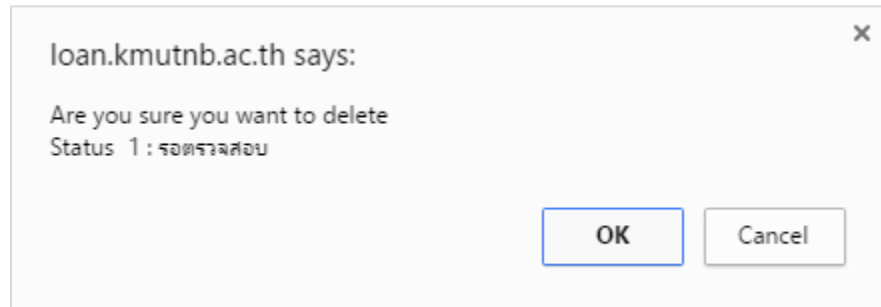 loan.kmutnb.ac.th says:
Are you sure you want to delete
Status 1 : รอตรวจสอบ
OK
Cancel